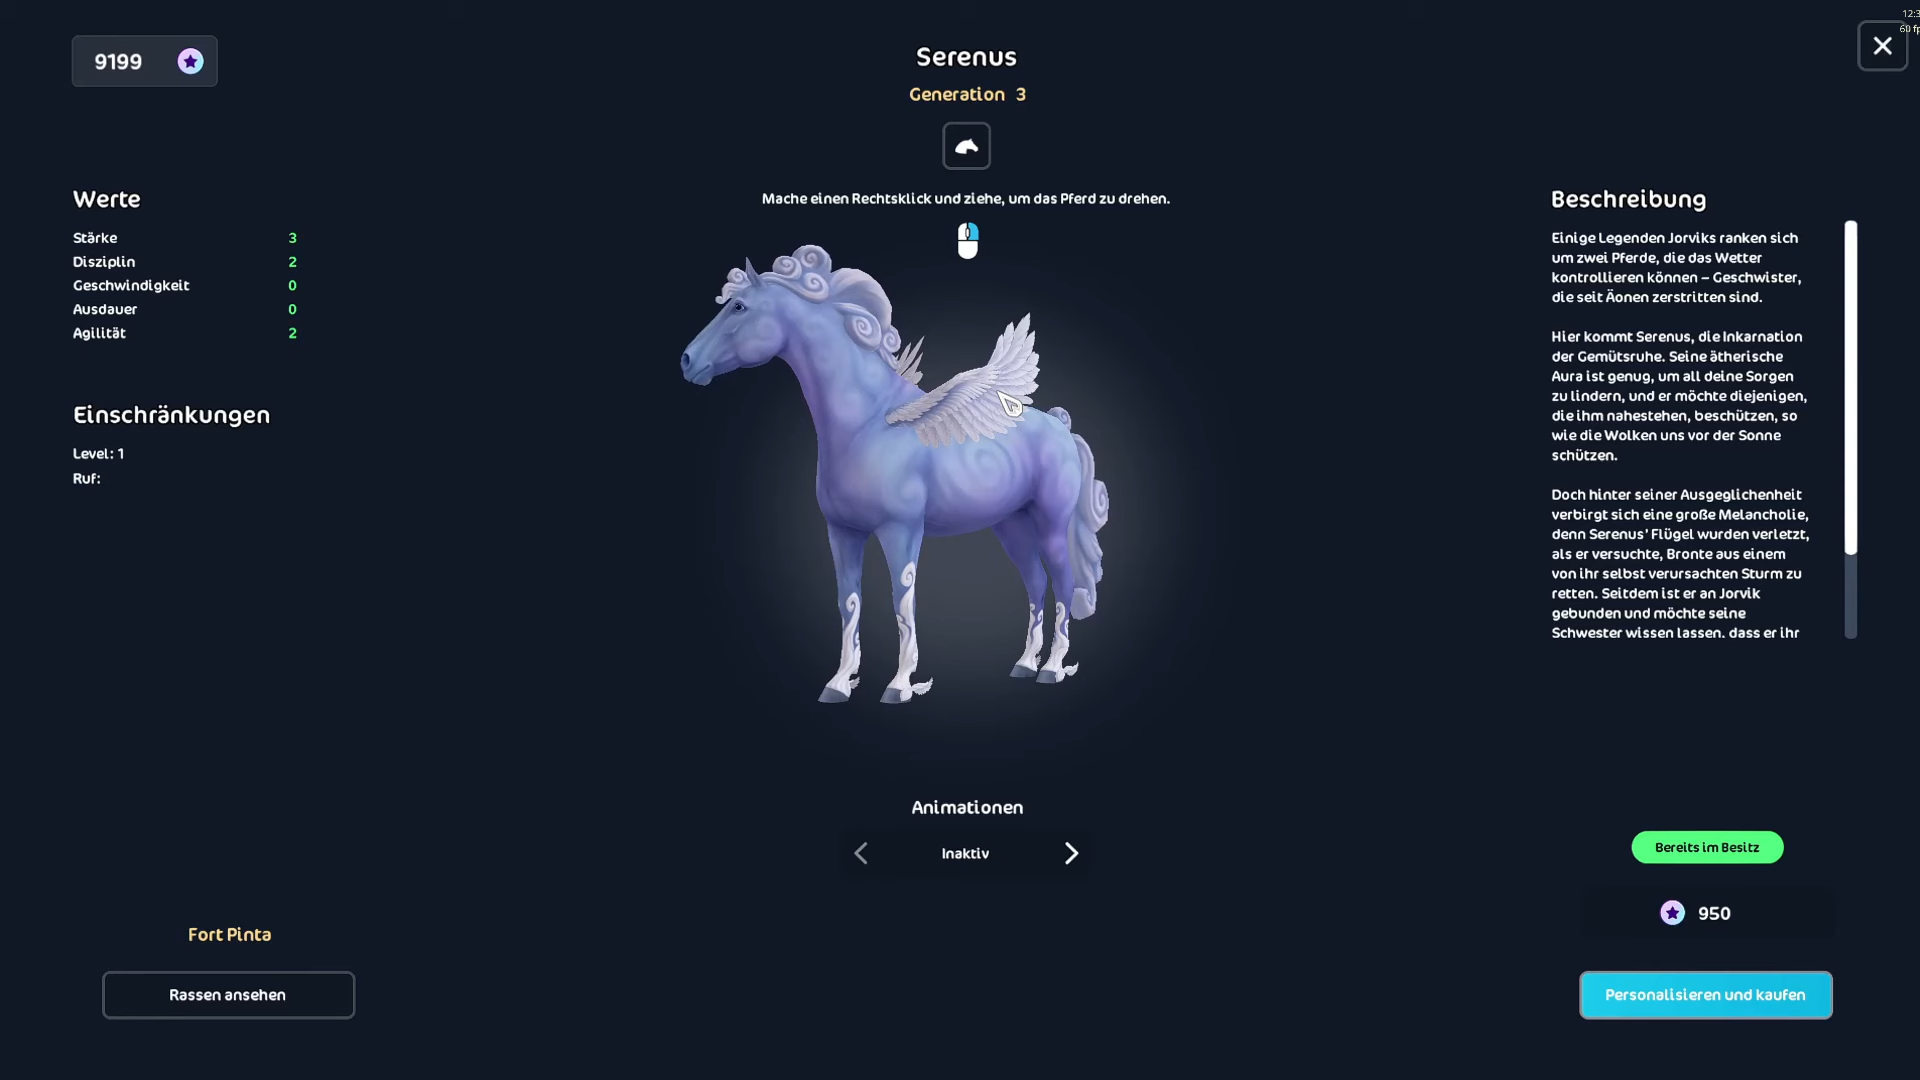 12:3
60 fp
9199
Serenus
Generation 3
Werte
Stärke 3
Disziplin 2
Geschwindigkeit 0
Ausdauer 0
Agilität 2
Einschränkungen
Level: 1
Ruf:
Mache einen Rechtsklick und ziehe, um das Pferd zu drehen.
Beschreibung
Einige Legenden Jorviks ranken sich
um zwei Pferde, die das Wetter
kontrollieren können – Geschwister,
die seit Äonen zerstritten sind.
Hier kommt Serenus, die Inkarnation
der Gemütsruhe. Seine ätherische
Aura ist genug, um all deine Sorgen
zu lindern, und er möchte diejenigen,
die ihm nahestehen, beschützen, so
wie die Wolken uns vor der Sonne
schützen.
Doch hinter seiner Ausgeglichenheit
verbirgt sich eine große Melancholie,
denn Serenus' Flügel wurden verletzt,
als er versuchte, Bronte aus einem
von ihr selbst verursachten Sturm zu
retten. Seitdem ist er an Jorvik
gebunden und möchte seine
Schwester wissen lassen, dass er ihr
Animationen
Inaktiv
Fort Pinta
Rassen ansehen
Bereits im Besitz
950
Personalisieren und kaufen